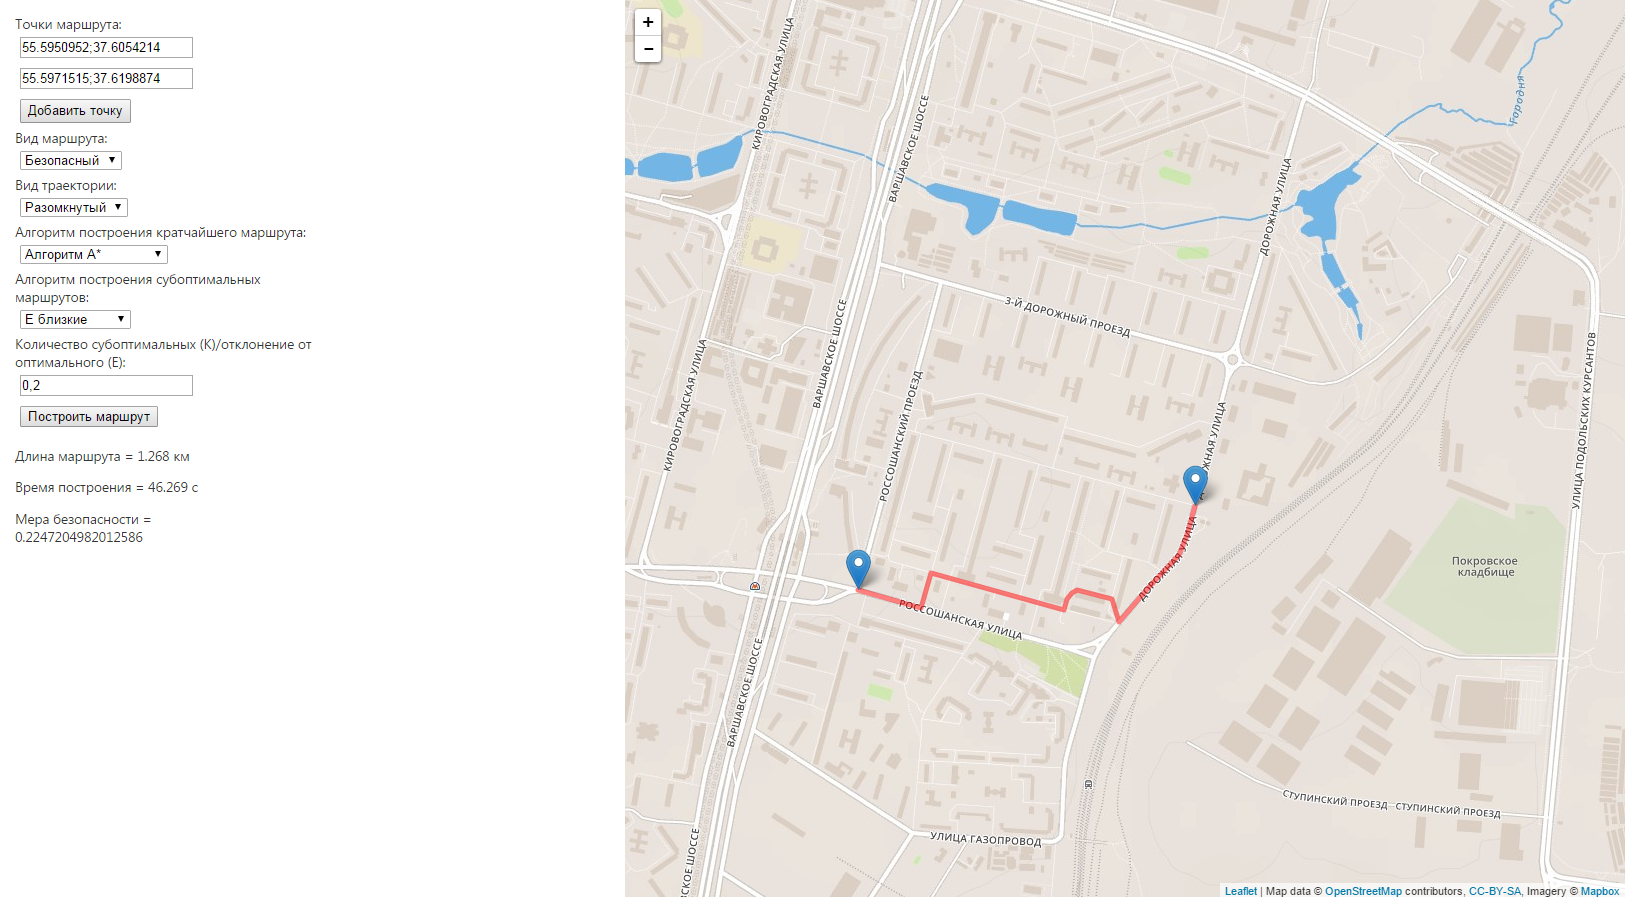 Точки маршрута:
55.5950952;37.6054214
55.5971515;37.6198874
Добавить точку
Вид маршрута:
Безопасный
Вид траектории:
Разомкнутый
Алгоритм построения кратчайшего маршрута:
Алгоритм A*
Алгоритм построения субоптимальных
маршрутов:
Е близкие
Количество субоптимальных (К)/отклонение от
оптимального (Е):
0,2
Построить маршрут
Длина маршрута = 1.268 км
Время построения = 46.269 с
Мера безопасности =
0.2247204982012586
+
−
КИРОВОГРАДСКАЯ УЛИЦА
ВАРШАВСКОЕ ШОССЕ
Городня
ДОРОЖНАЯ УЛИЦА
3-Й ДОРОЖНЫЙ ПРОЕЗД
ВАРШАВСКОЕ ШОССЕ
КИРОВОГРАДСКАЯ УЛИЦА
РОССОШАНСКИЙ ПРОЕЗД
ЖНАЯ УЛИЦА
УЛИЦА ПОДОЛЬСКИХ КУРСАНТОВ
ДОРОЖНАЯ УЛИЦА
Покровское
кладбище
РОССОШАНСКАЯ УЛИЦА
ВАРШАВСКОЕ ШОССЕ
СТУПИНСКИЙ ПРОЕЗД
СТУПИНСКИЙ ПРОЕЗД
УЛИЦА ГАЗОПРОВОД
СКОЕ ШОССЕ
Leaflet | Map data © OpenStreetMap contributors, CC-BY-SA, Imagery © Mapbox